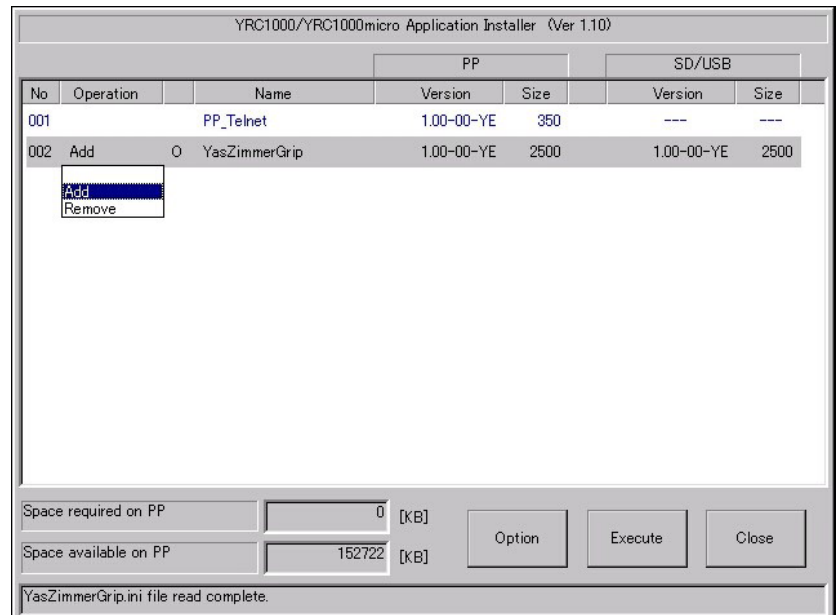 YRC1000/YRC1000micro Application Installer (Ver 1.10)
PP SD/USB
No Operation Name Version Size Version Size
001 PP_Telnet 1.00-00-YE 350 --- ---
002 Add O YasZimmerGrip 1.00-00-YE 2500 1.00-00-YE 2500
Add
Remove
Space required on PP 0 [KB]
Space available on PP 152722 [KB]
Option Execute Close
YasZimmerGrip.ini file read complete.